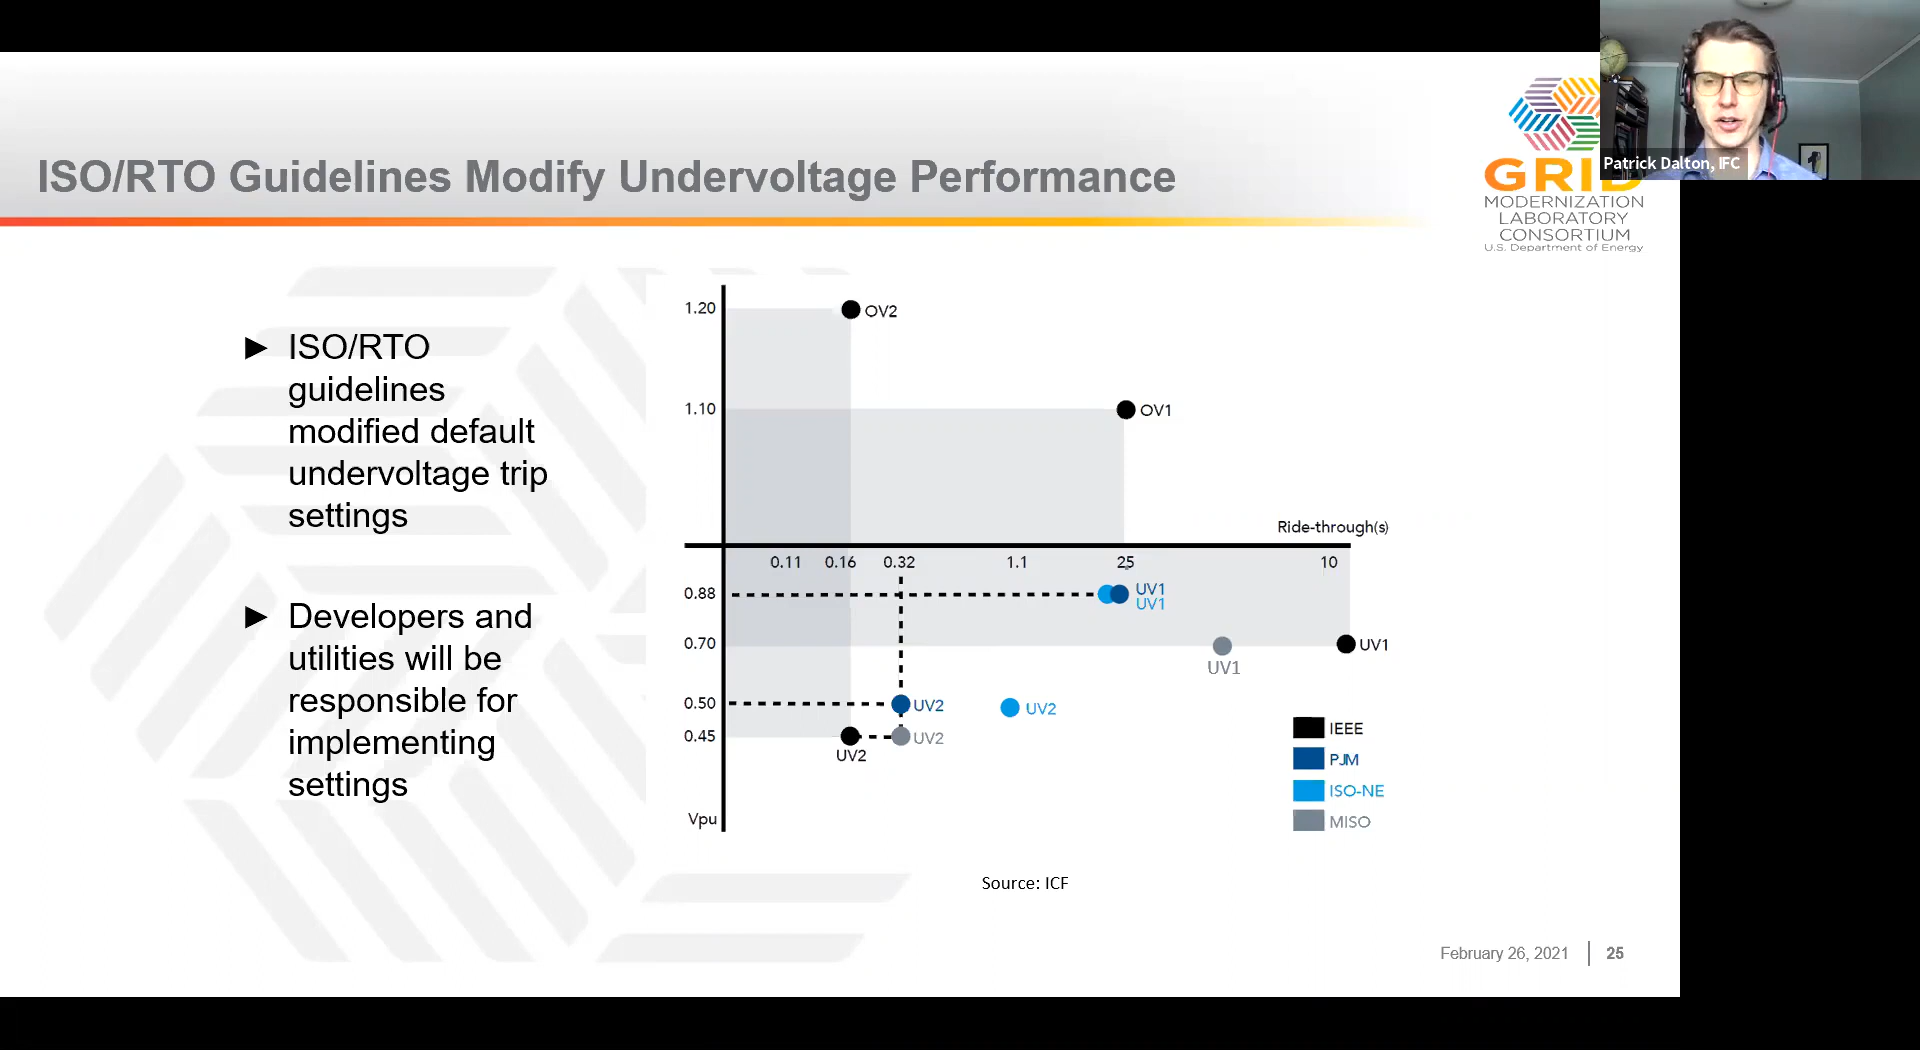 Patrick Dalton, IFC
ISO/RTO Guidelines Modify Undervoltage Performance
GRID
MODERNIZATION
LABORATORY
CONSORTIUM
U.S. Department of Energy
► ISO/RTO
guidelines
modified default
undervoltage trip
settings
► Developers and
utilities will be
responsible for
implementing
settings
1.20
OV2
1.10
OV1
Ride-through(s)
0.11 0.16 0.32 1.1 25 10
0.88
UV1
UV1
0.70
UV1
UV1
0.50
UV2
UV2
0.45
UV2
UV2
Vpu
IEEE
PJM
ISO-NE
MISO
Source: ICF
February 26, 2021 25